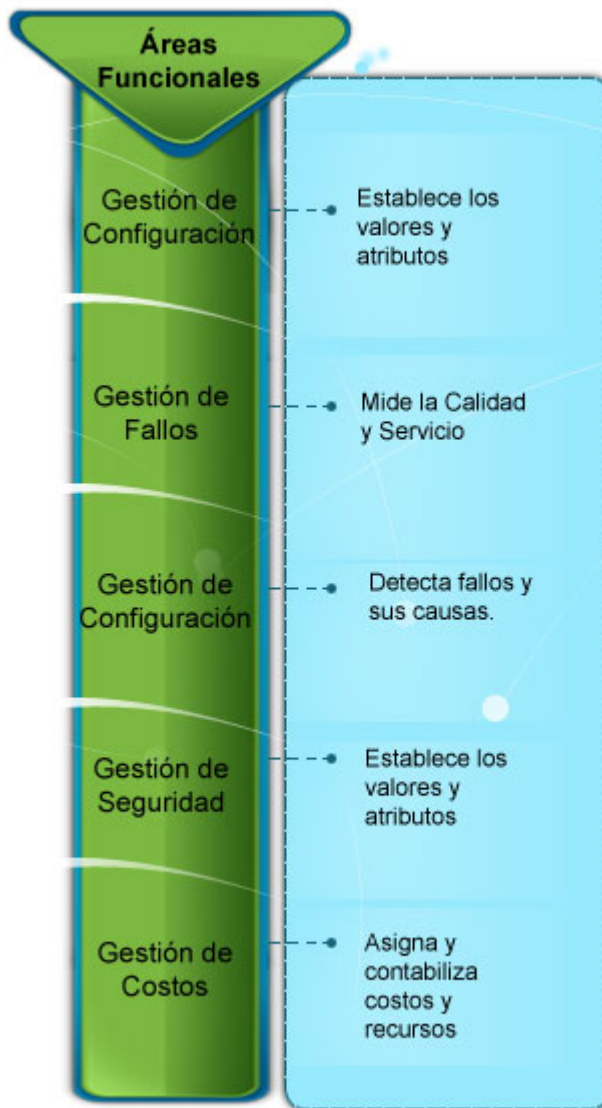 Áreas
Funcionales
Gestión de
Configuración
Establece los
valores y
atributos
Gestión de
Fallos
Mide la Calidad
y Servicio
Gestión de
Configuración
Detecta fallos y
sus causas.
Gestión de
Seguridad
Establece los
valores y
atributos
Gestión de
Costos
Asigna y
contabiliza
costos y
recursos